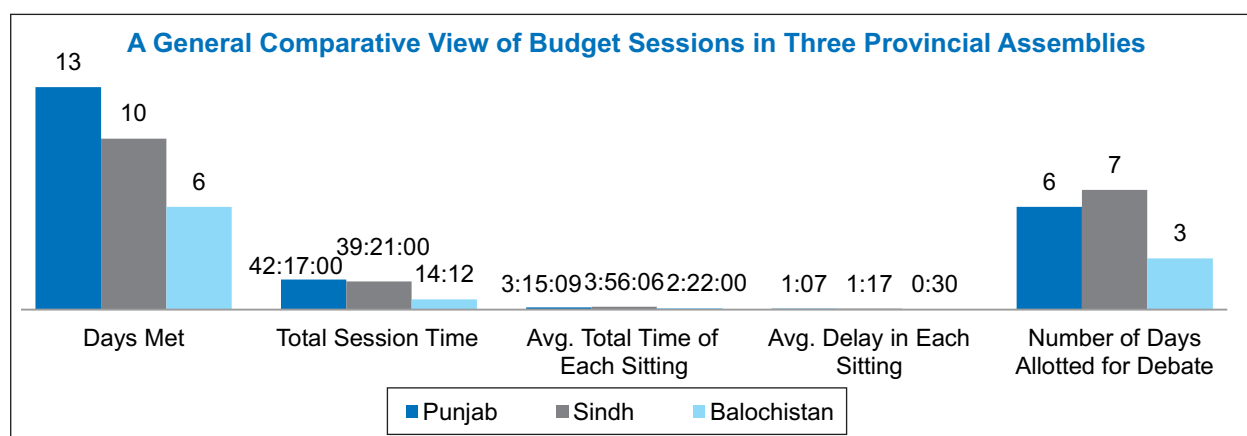 A General Comparative View of Budget Sessions in Three Provincial Assemblies
13
10
6
42:17:00
39:21:00
14:12
3:15:09
3:56:06
2:22:00
1:07
1:17
0:30
6
7
3
Days Met
Total Session Time
Avg. Total Time of
Each Sitting
Avg. Delay in Each
Sitting
Number of Days
Allotted for Debate
Punjab
Sindh
Balochistan